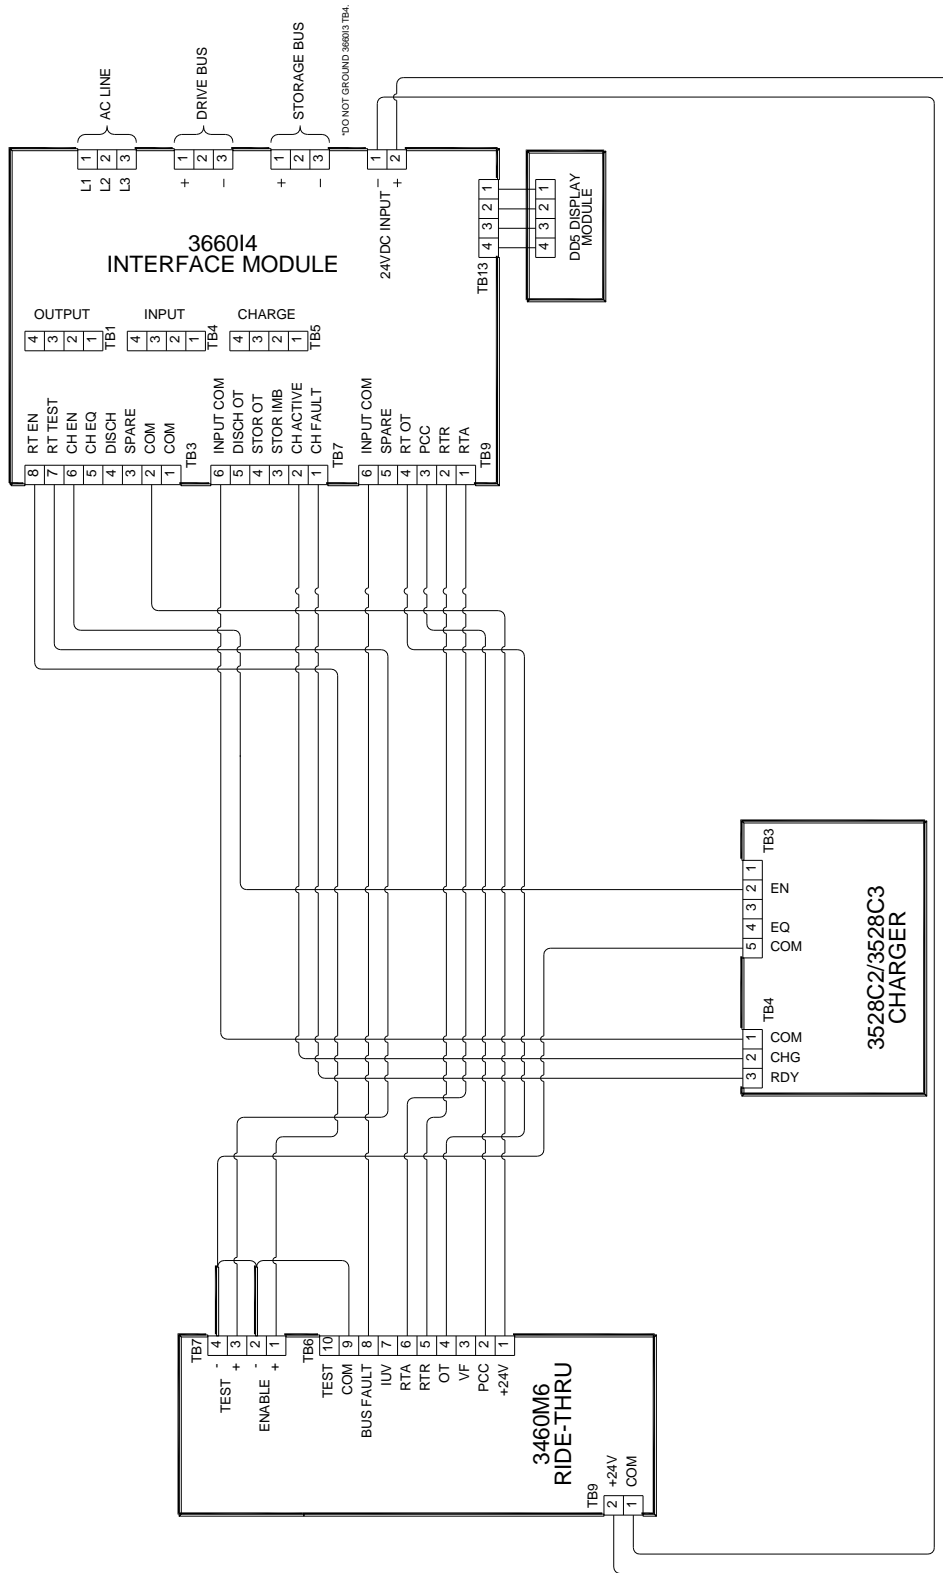 AC LINE
DRIVE BUS
STORAGE BUS
*DO NOT GROUND 3660I3 TB4.
1 2 3
L1 L2 L3
1 2 3
+ –
1 2 3
+ –
1 2
– +
24VDC INPUT
3660I4
INTERFACE MODULE
OUTPUT
4 3 2 1
TB1
INPUT
4 3 2 1
TB4
CHARGE
4 3 2 1
TB5
TB13
4 3 2 1
4 3 2 1
DD5 DISPLAY
MODULE
8 RT EN
7 RT TEST
6 CH EN
5 CH EQ
4 DISCH
3 SPARE
2 COM
1 COM
TB3
6 INPUT COM
5 DISCH OT
4 STOR OT
3 STOR IMB
2 CH ACTIVE
1 CH FAULT
TB7
6 INPUT COM
5 SPARE
4 RT OT
3 PCC
2 RTR
1 RTA
TB9
TB3
1
2 EN
3
4 EQ
5 COM
TB4
1 COM
2 CHG
3 RDY
3528C2/3528C3
CHARGER
TB7
4 -
TEST
3 +
2 -
ENABLE
1 +
TB6
10 TEST
9 COM
8 BUS FAULT
7 IUV
6 RTA
5 RTR
4 OT
3 VF
2 PCC
1 +24V
3460M6
RIDE-THRU
TB9
2 +24V
1 COM